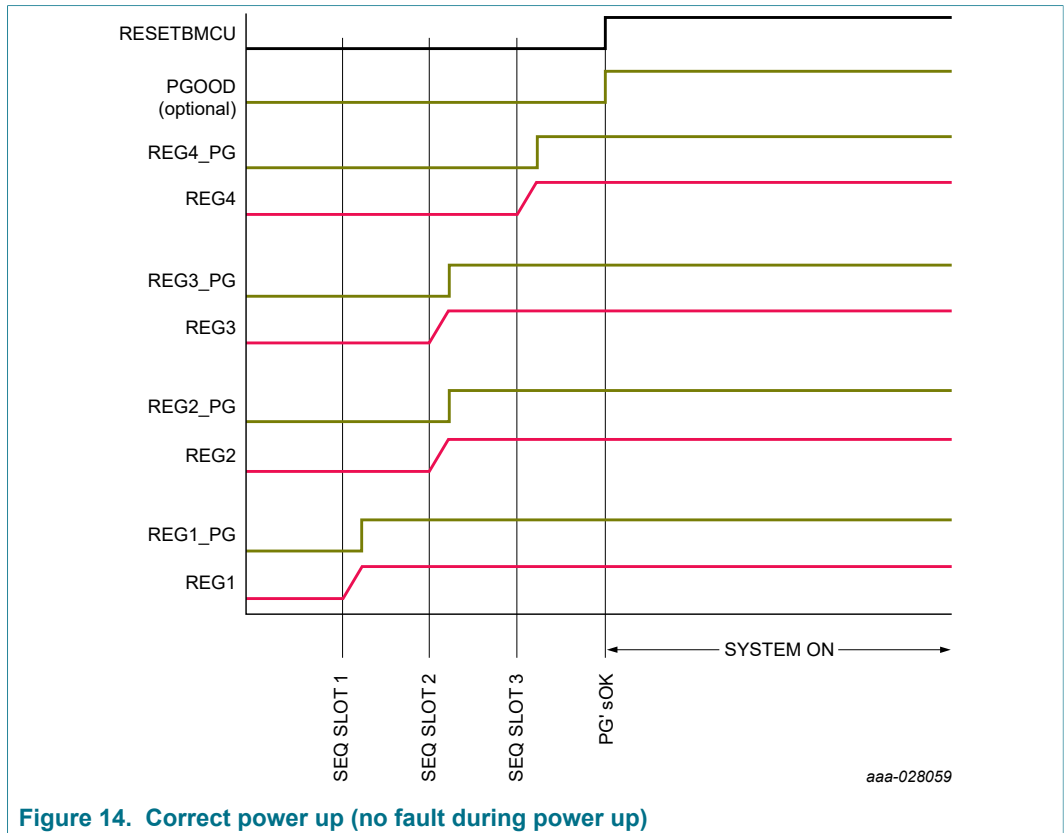 RESETBMCU
PGOOD
(optional)
REG4_PG
REG4
REG3_PG
REG3
REG2_PG
REG2
REG1_PG
REG1
SYSTEM ON
SEQ SLOT 1
SEQ SLOT 2
SEQ SLOT 3
PG' sOK
aaa-028059
Figure 14. Correct power up (no fault during power up)